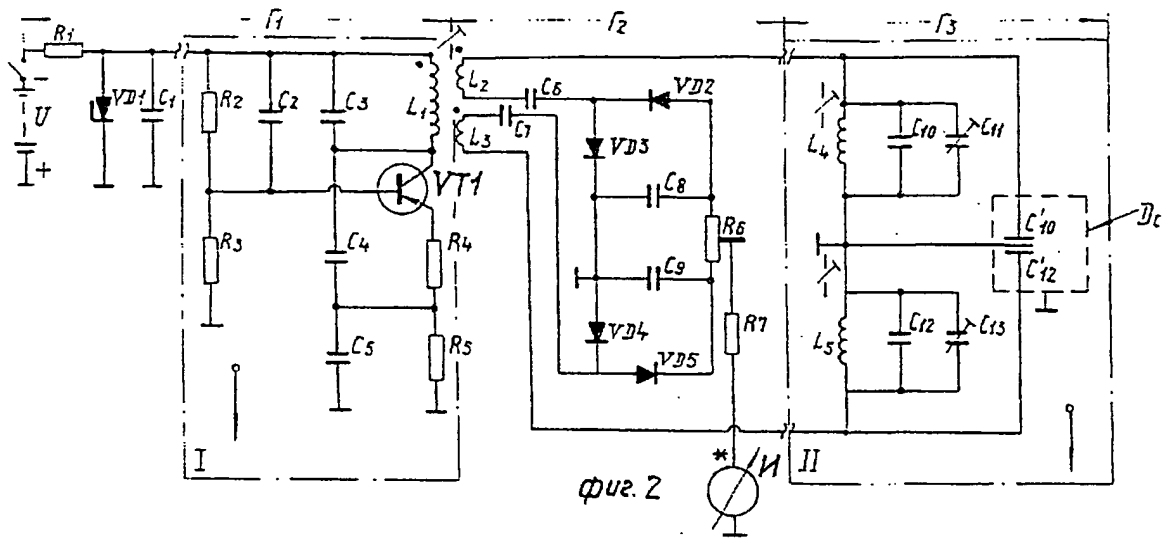 Г1 Г2 Г3
R1
U
+
VD1
C1
R2
C2
C3
L1
L2
L3
C6
C7
VD2
VD3
VT1
R3
C4
R4
C5
R5
C8
C9
R6
R7
VD4
VD5
L4
C10
C11
C'10
C'12
Dc
L5
C12
C13
I
II
*
И
фиг. 2